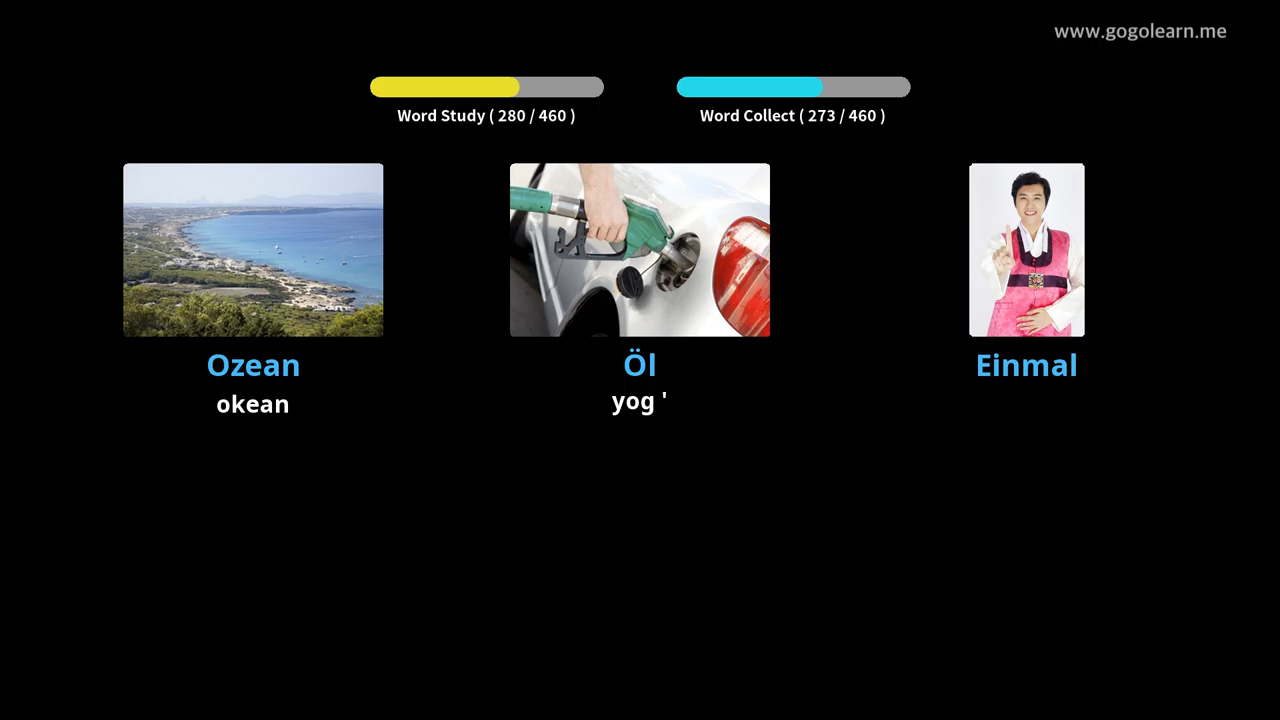 www.gogolearn.me
Word Study ( 280 / 460 )
Word Collect ( 273 / 460 )
Ozean
Öl
Einmal
okean
yog '